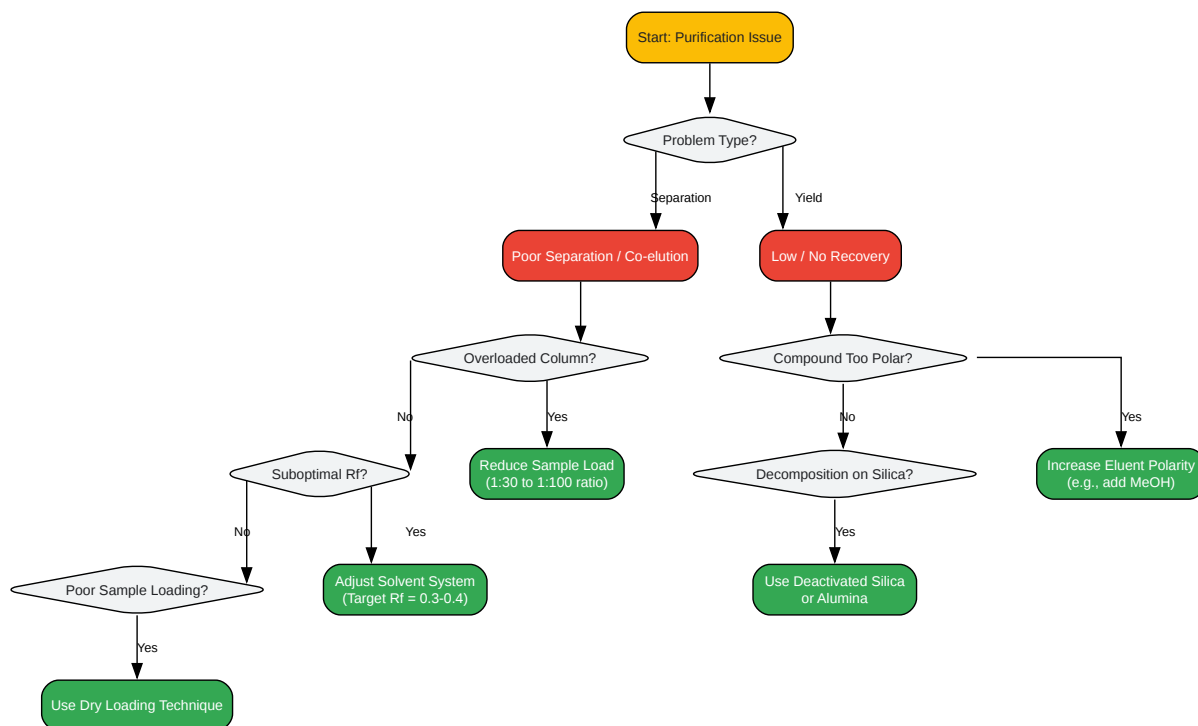 Start: Purification Issue
Problem Type?
Separation
Yield
Poor Separation / Co-elution
Low / No Recovery
Overloaded Column?
Compound Too Polar?
No
Yes
No
Yes
Suboptimal Rf?
Reduce Sample Load
(1:30 to 1:100 ratio)
Decomposition on Silica?
Increase Eluent Polarity
(e.g., add MeOH)
No
Yes
Yes
Poor Sample Loading?
Adjust Solvent System
(Target Rf = 0.3-0.4)
Use Deactivated Silica
or Alumina
Yes
Use Dry Loading Technique